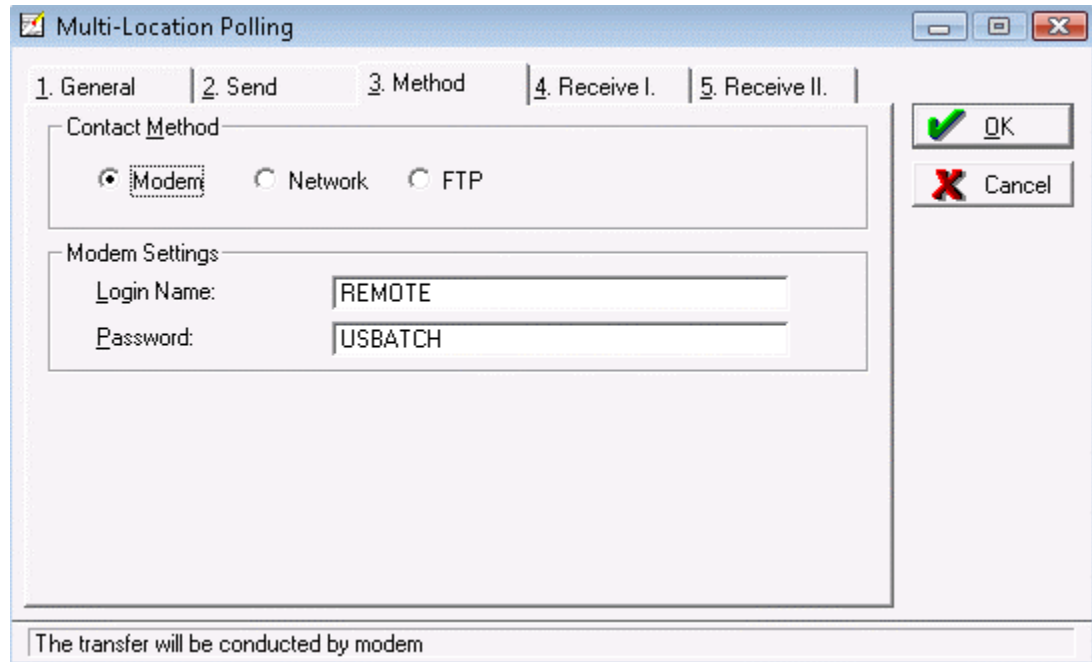 Multi-Location Polling
1. General 2. Send 3. Method 4. Receive I. 5. Receive II.
Contact Method
Modem Network FTP
Modem Settings
Login Name: REMOTE
Password: USBATCH
OK
Cancel
The transfer will be conducted by modem